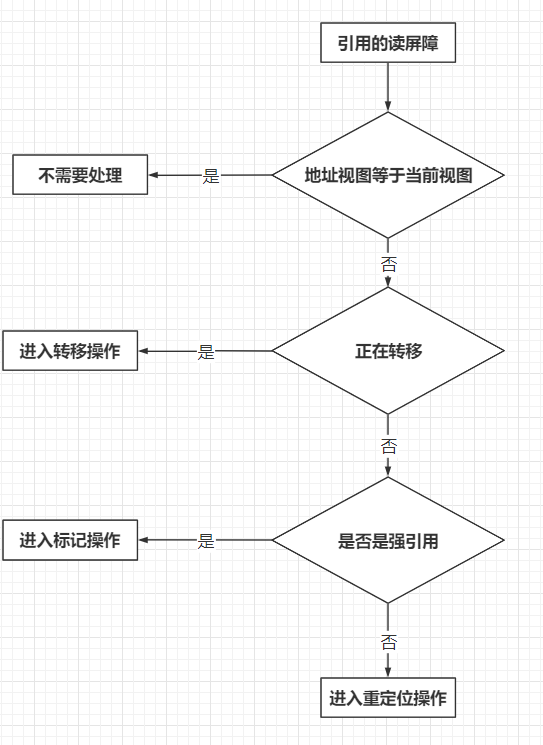 引用的读屏障
地址视图等于当前视图
是
不需要处理
否
正在转移
是
进入转移操作
否
是否是强引用
是
进入标记操作
否
进入重定位操作